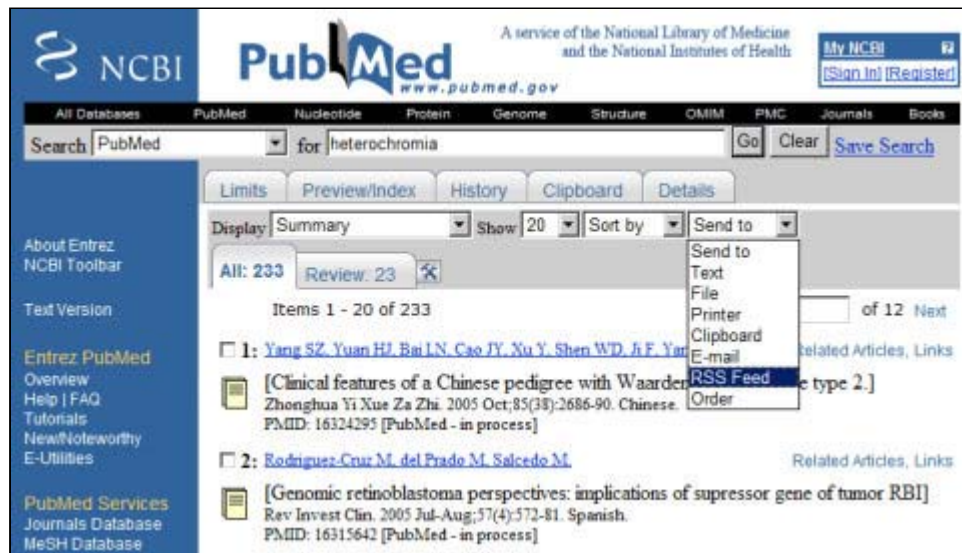 NCBI
PubMed
www.pubmed.gov
A service of the National Library of Medicine
and the National Institutes of Health
My NCBI
[Sign In] [Register]
All Databases PubMed Nucleotide Protein Genome Structure OMIM PMC Journals Books
Search PubMed for heterochromia Go Clear Save Search
Limits Preview/Index History Clipboard Details
Display Summary Show 20 Sort by Send to
Send to
Text
File
Printer
Clipboard
E-mail
RSS Feed
Order
All: 233 Review: 23
Items 1 - 20 of 233 of 12 Next
1: Yang SZ, Yuan HJ, Bai LN, Cao JY, Xu Y, Shen WD, Ji F, Related Articles, Links
[Clinical features of a Chinese pedigree with type 2.]
Zhonghua Yi Xue Za Zhi. 2005 Oct;85(38):2686-90. Chinese.
PMID: 16324295 [PubMed - in process]
2: Rodriguez-Cruz M, del Prado M, Salcedo M. Related Articles, Links
[Genomic retinoblastoma perspectives: implications of supressor gene of tumor RBI]
Rev Invest Clin. 2005 Jul-Aug;57(4):572-81. Spanish.
PMID: 16315642 [PubMed - in process]
About Entrez
NCBI Toolbar
Text Version
Entrez PubMed
Overview
Help | FAQ
Tutorials
New/Noteworthy
E-Utilities
PubMed Services
Journals Database
MeSH Database